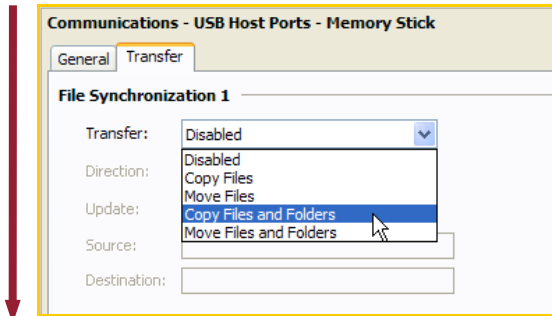 Communications - USB Host Ports - Memory Stick
General Transfer
File Synchronization 1
Transfer: Disabled
Disabled
Direction:
Copy Files
Move Files
Update:
Copy Files and Folders
Source:
Move Files and Folders
Destination: